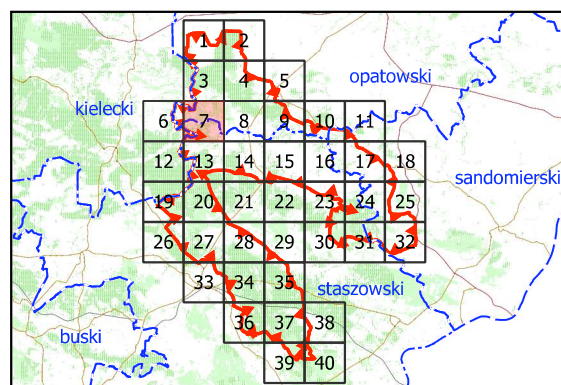 1 2
3 4 5
opatowski
kielecki
6 7 8 9 10 11
12 13 14 15 16 17 18
sandomierski
19 20 21 22 23 24 25
26 27 28 29 30 31 32
33 34 35
staszowski
36 37 38
buski
39 40